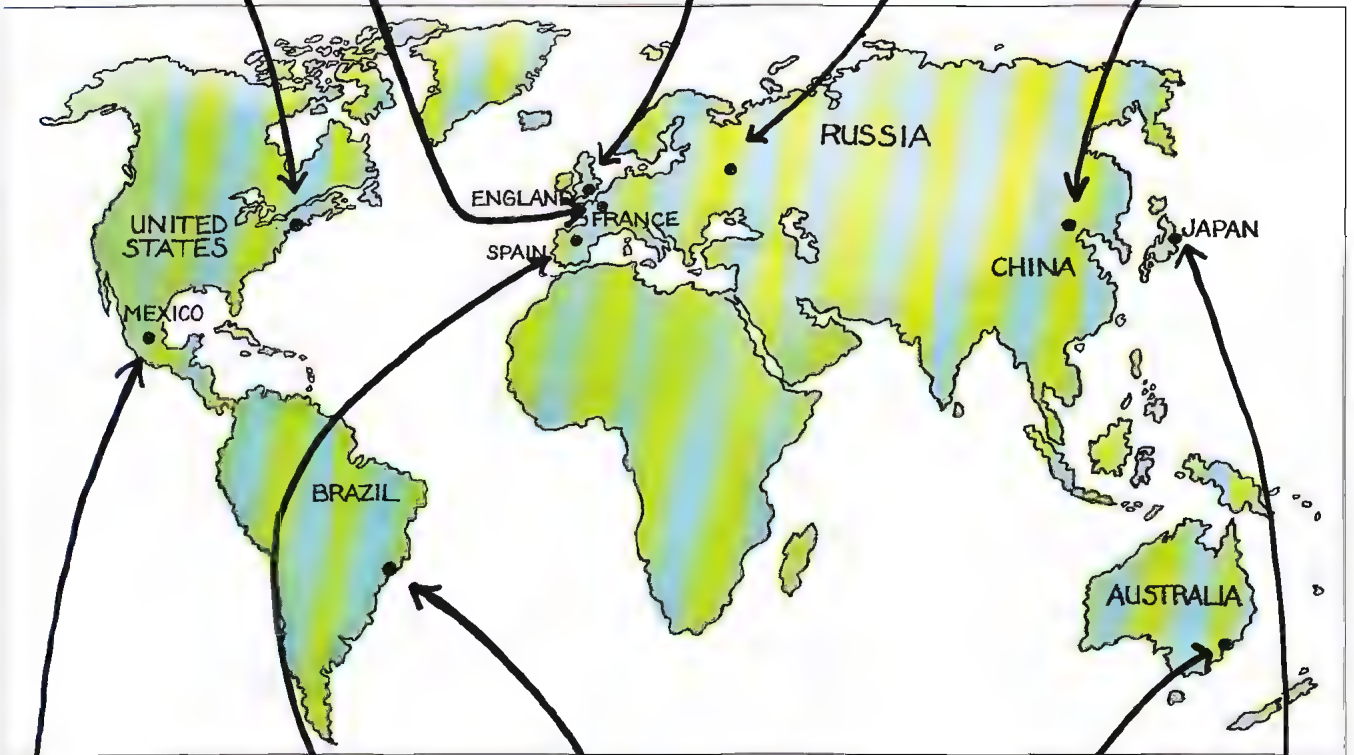 RUSSIA
ENGLAND
FRANCE
UNITED
STATES
SPAIN
JAPAN
CHINA
MEXICO
BRAZIL
AUSTRALIA